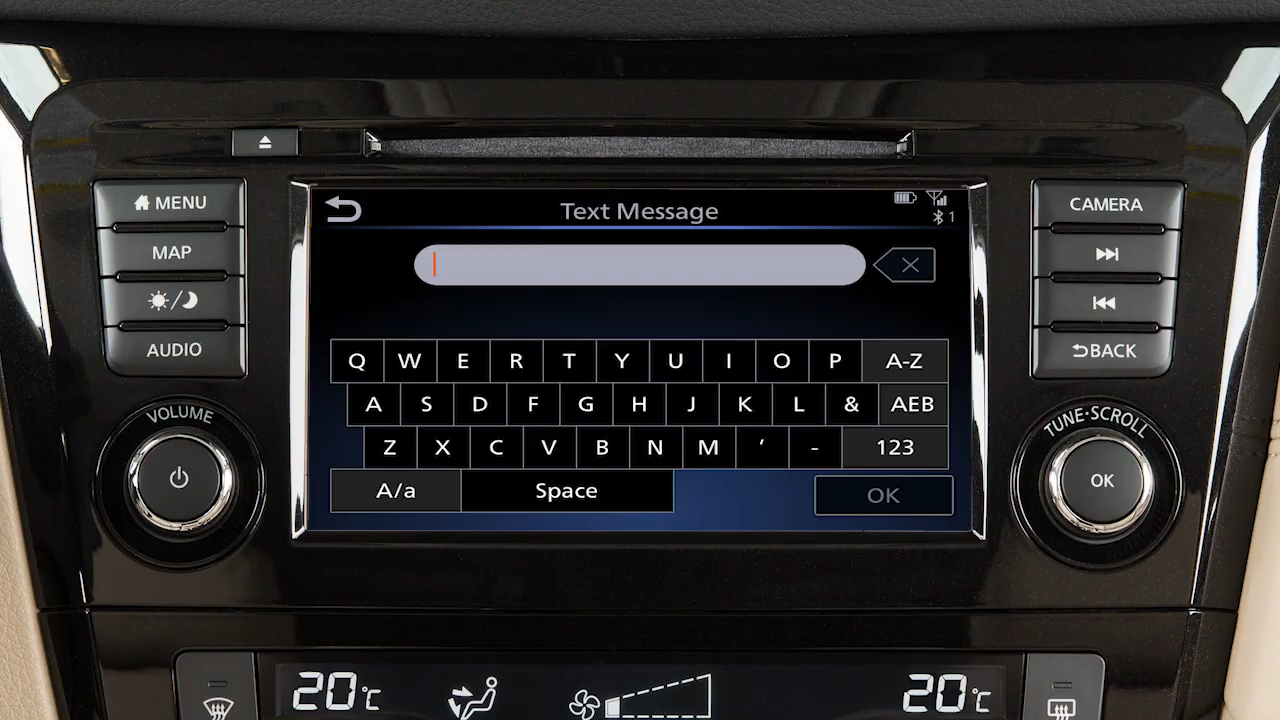 MENU
MAP
AUDIO
VOLUME
Text Message
1
Q W E R T Y U I O P A-Z
A S D F G H J K L & AEB
Z X C V B N M ' - 123
A/a Space OK
CAMERA
BACK
TUNE·SCROLL
OK
20°C
20°C